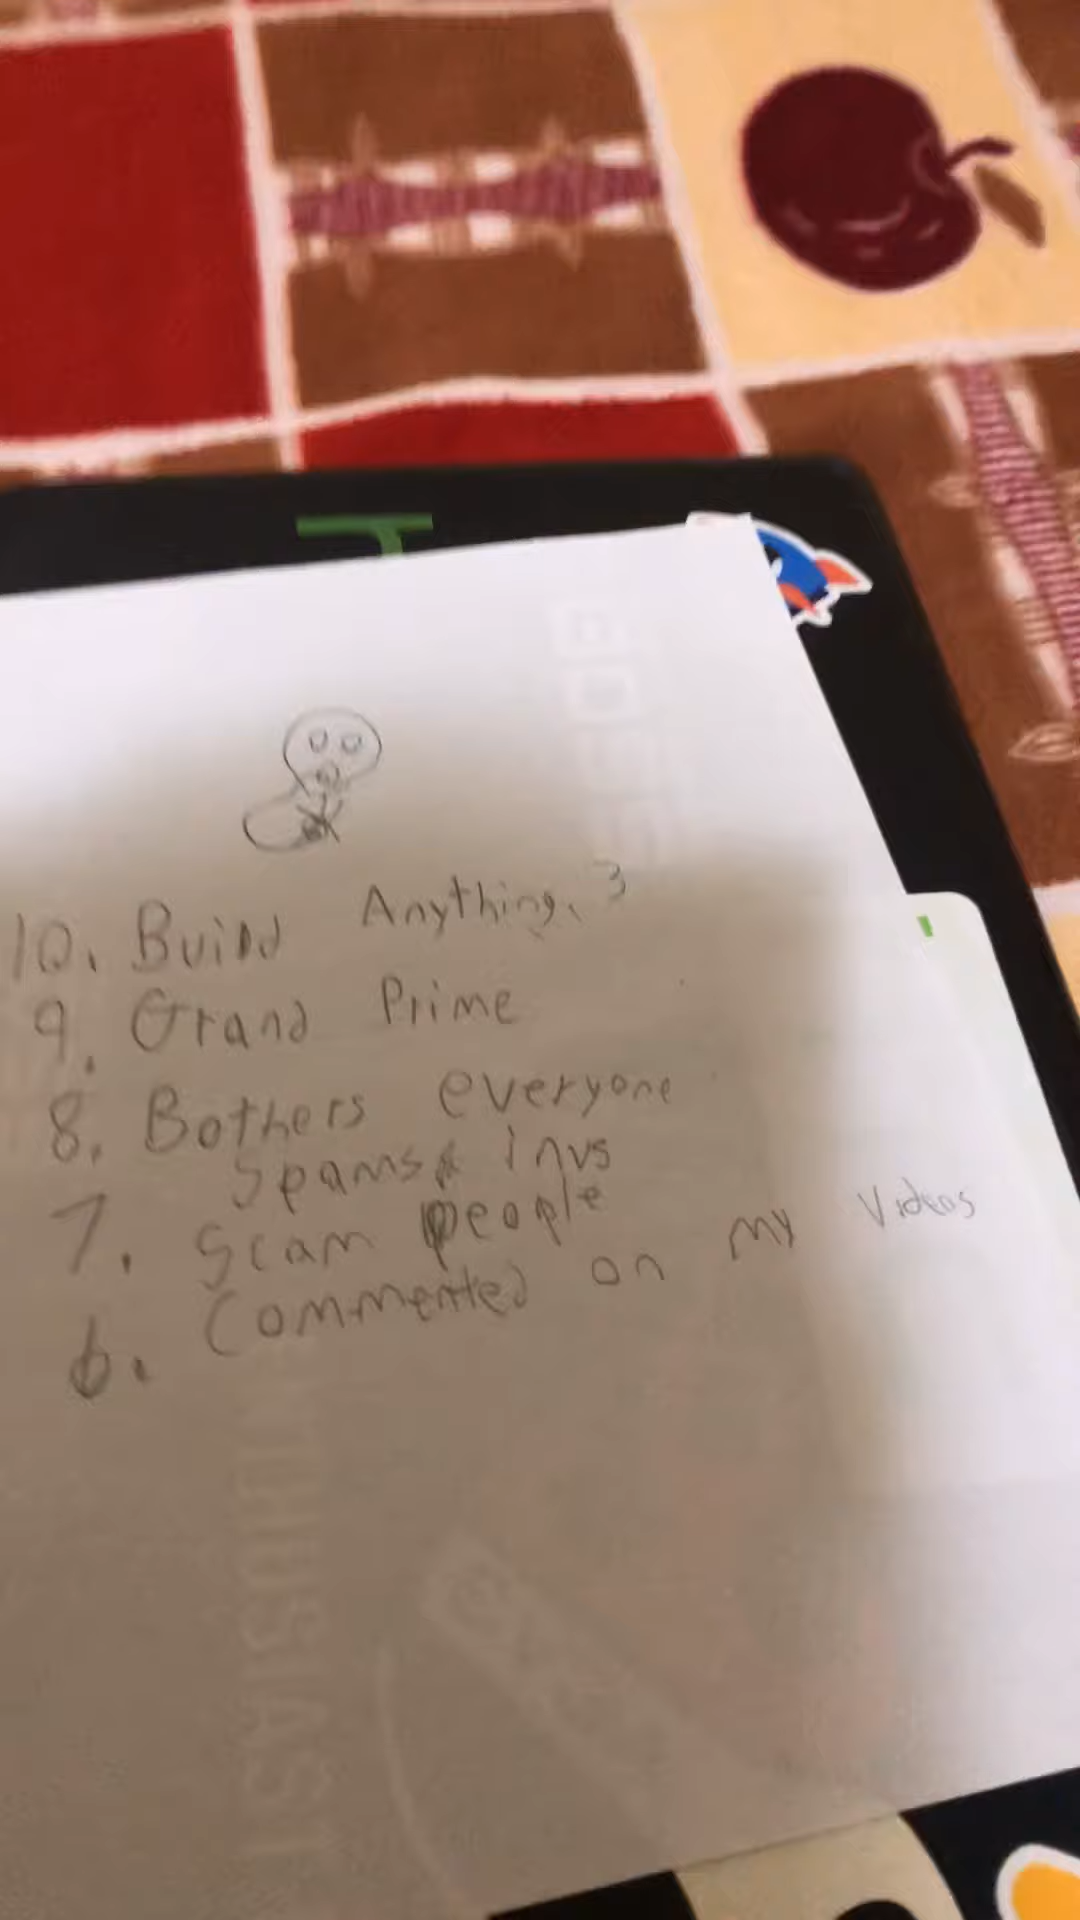 10. Build Anything, 3
9. Grand Prime
8. Bothers everyone
Spams invs
7. Scam people
6. Commented on my Videos
THUSIAST